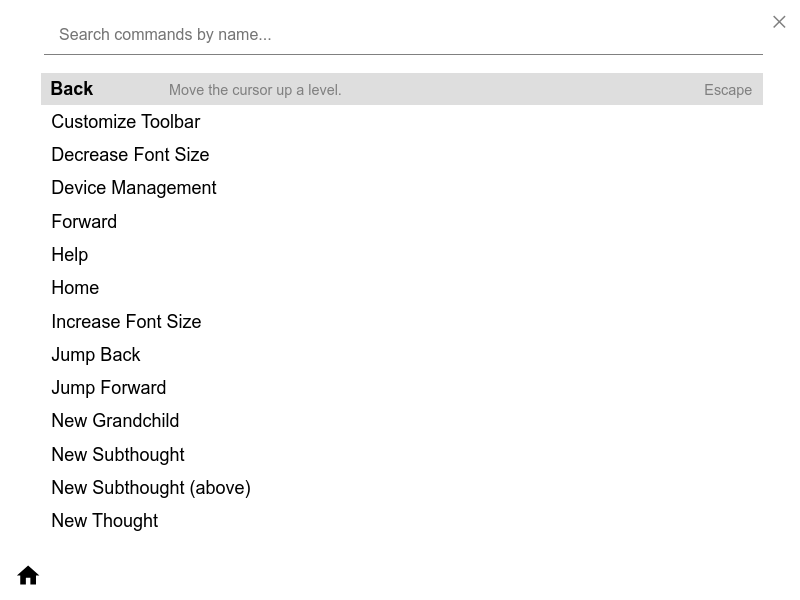 Search commands by name...
Back Move the cursor up a level. Escape
Customize Toolbar
Decrease Font Size
Device Management
Forward
Help
Home
Increase Font Size
Jump Back
Jump Forward
New Grandchild
New Subthought
New Subthought (above)
New Thought